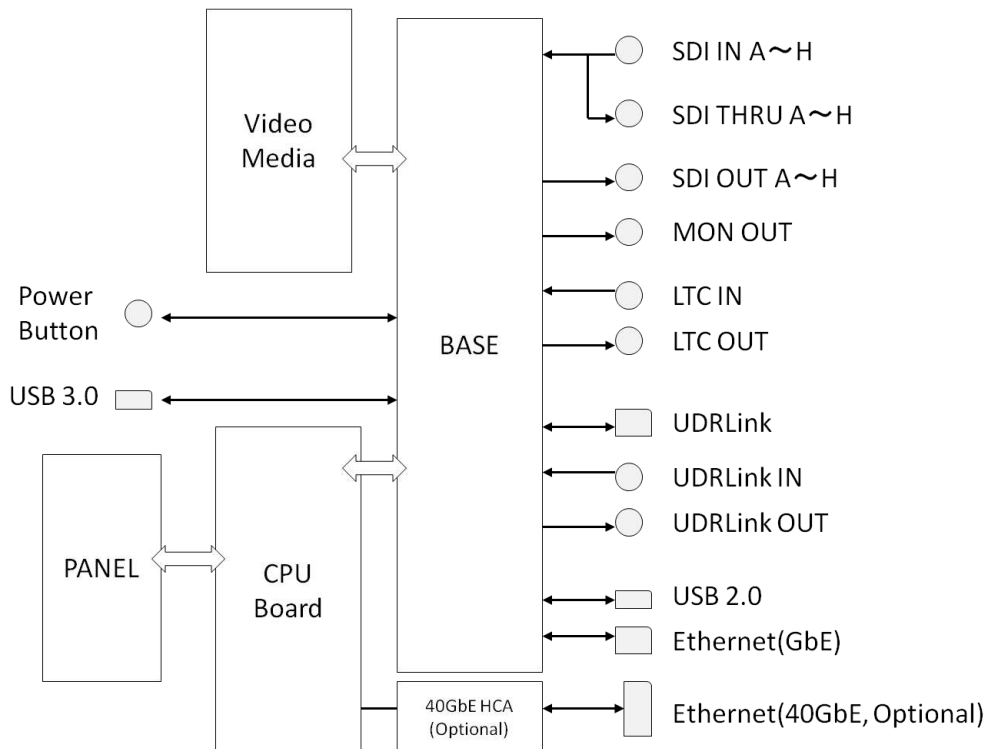 Video
Media
Power
Button
USB 3.0
PANEL
CPU
Board
BASE
40GbE HCA
(Optional)
SDI IN A～H
SDI THRU A～H
SDI OUT A～H
MON OUT
LTC IN
LTC OUT
UDRLink
UDRLink IN
UDRLink OUT
USB 2.0
Ethernet(GbE)
Ethernet(40GbE, Optional)